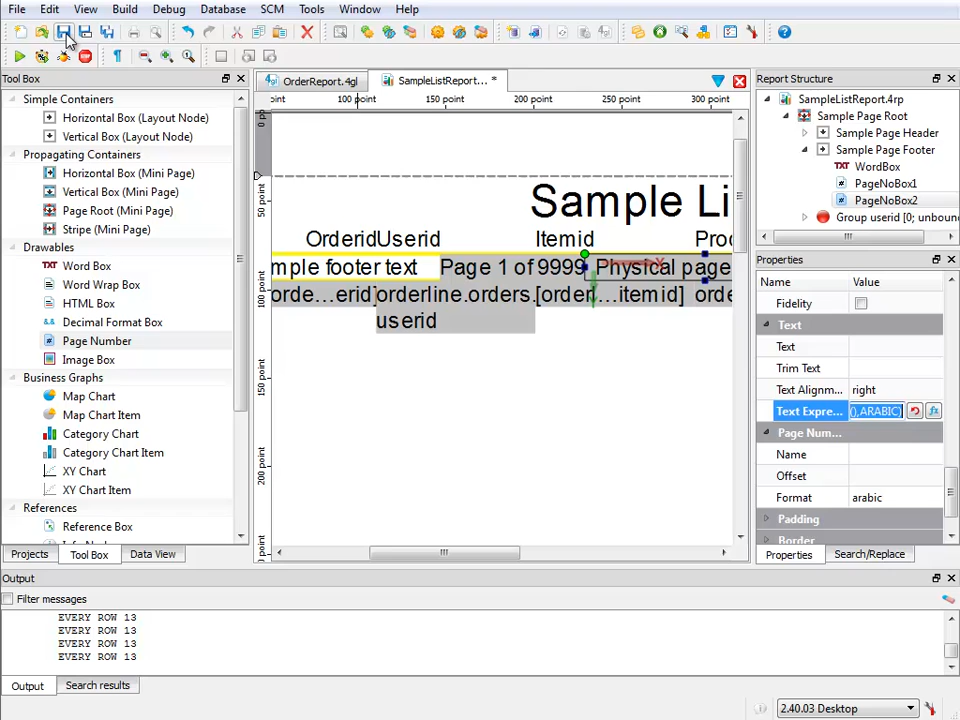 File Edit View Build Debug Database SCM Tools Window Help
Tool Box
OrderReport.4gl
SampleListReport... *
Report Structure
Simple Containers
Horizontal Box (Layout Node)
Vertical Box (Layout Node)
Propagating Containers
Horizontal Box (Mini Page)
Vertical Box (Mini Page)
Page Root (Mini Page)
Stripe (Mini Page)
Drawables
Word Box
Word Wrap Box
HTML Box
Decimal Format Box
Page Number
Image Box
Business Graphs
Map Chart
Map Chart Item
Category Chart
Category Chart Item
XY Chart
XY Chart Item
References
Reference Box
Projects Tool Box Data View
oint 100 point 150 point 200 point 250 point 300 point
0 p
50 point
100 point
150 point
200 point
point
Sample Li
OrderidUserid Itemid Proc
mple footer text Page 1 of 9999 Physical page
orde...erid]orderline.orders.[order[...itemid] orde
userid
SampleListReport.4rp
Sample Page Root
Sample Page Header
Sample Page Footer
WordBox
PageNoBox1
PageNoBox2
Group userid [0; unbour
Properties
Name Value
Fidelity
Text
Text
Trim Text
Text Alignm... right
Text Expre... (),ARABIC)
Page Num...
Name
Offset
Format arabic
Padding
Border
Properties Search/Replace
Output
Filter messages
EVERY ROW 13
EVERY ROW 13
EVERY ROW 13
EVERY ROW 13
Output Search results
2.40.03 Desktop